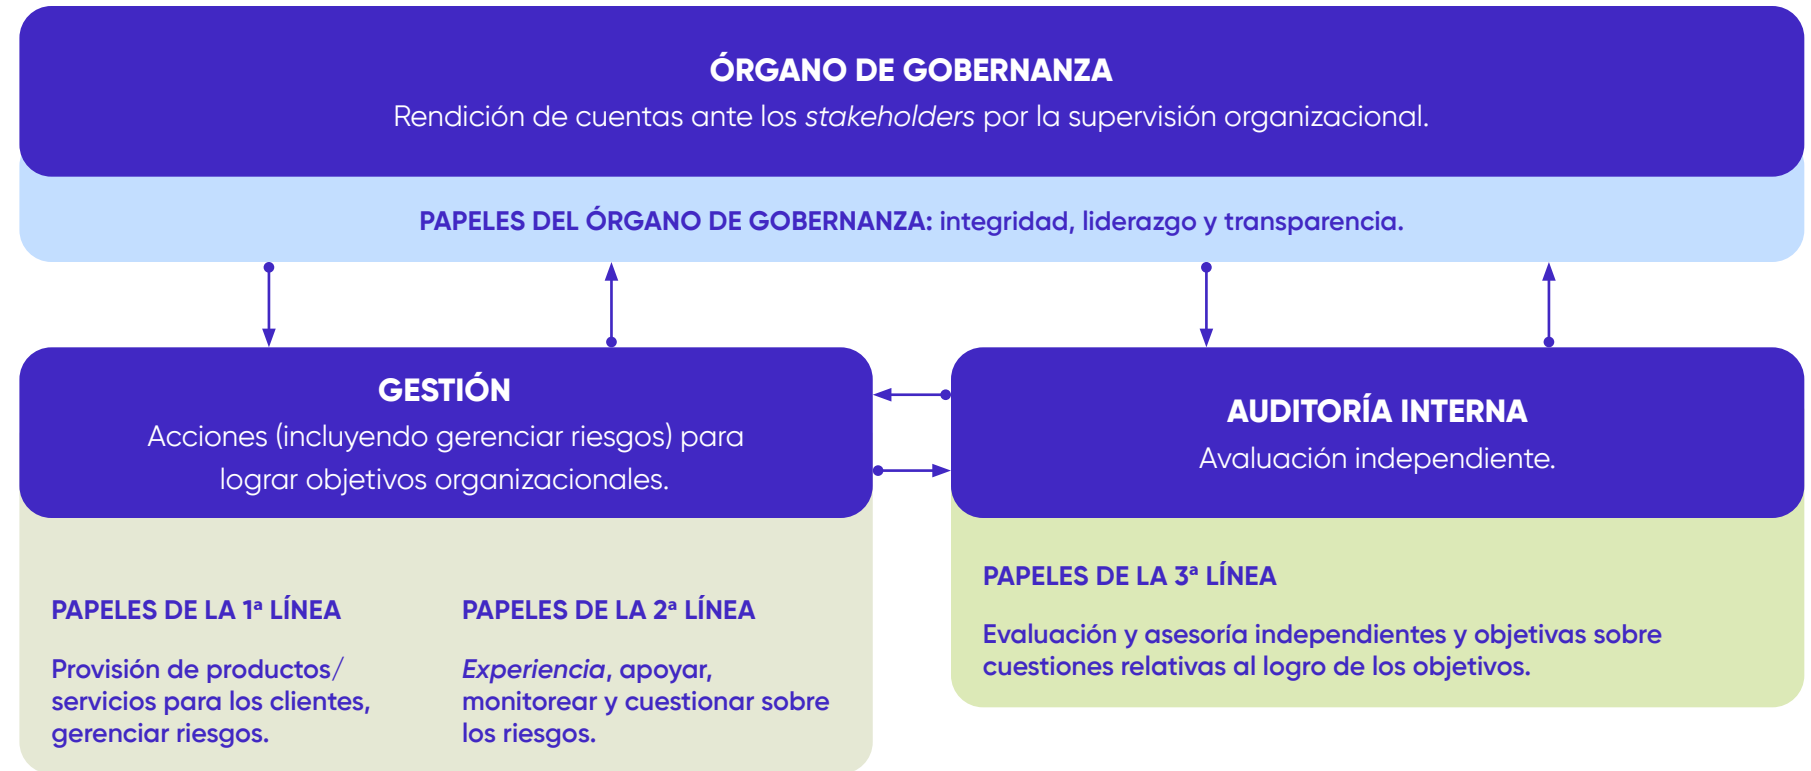 ÓRGANO DE GOBERNANZA
Rendición de cuentas ante los stakeholders por la supervisión organizacional.
PAPELES DEL ÓRGANO DE GOBERNANZA: integridad, liderazgo y transparencia.
GESTIÓN
Acciones (incluyendo gerenciar riesgos) para
lograr objetivos organizacionales.
PAPELES DE LA 1ª LÍNEA
Provisión de productos/
servicios para los clientes,
gerenciar riesgos.
PAPELES DE LA 2ª LÍNEA
Experiencia, apoyar,
monitorear y cuestionar sobre
los riesgos.
AUDITORÍA INTERNA
Avaluación independiente.
PAPELES DE LA 3ª LÍNEA
Evaluación y asesoría independientes y objetivas sobre
cuestiones relativas al logro de los objetivos.